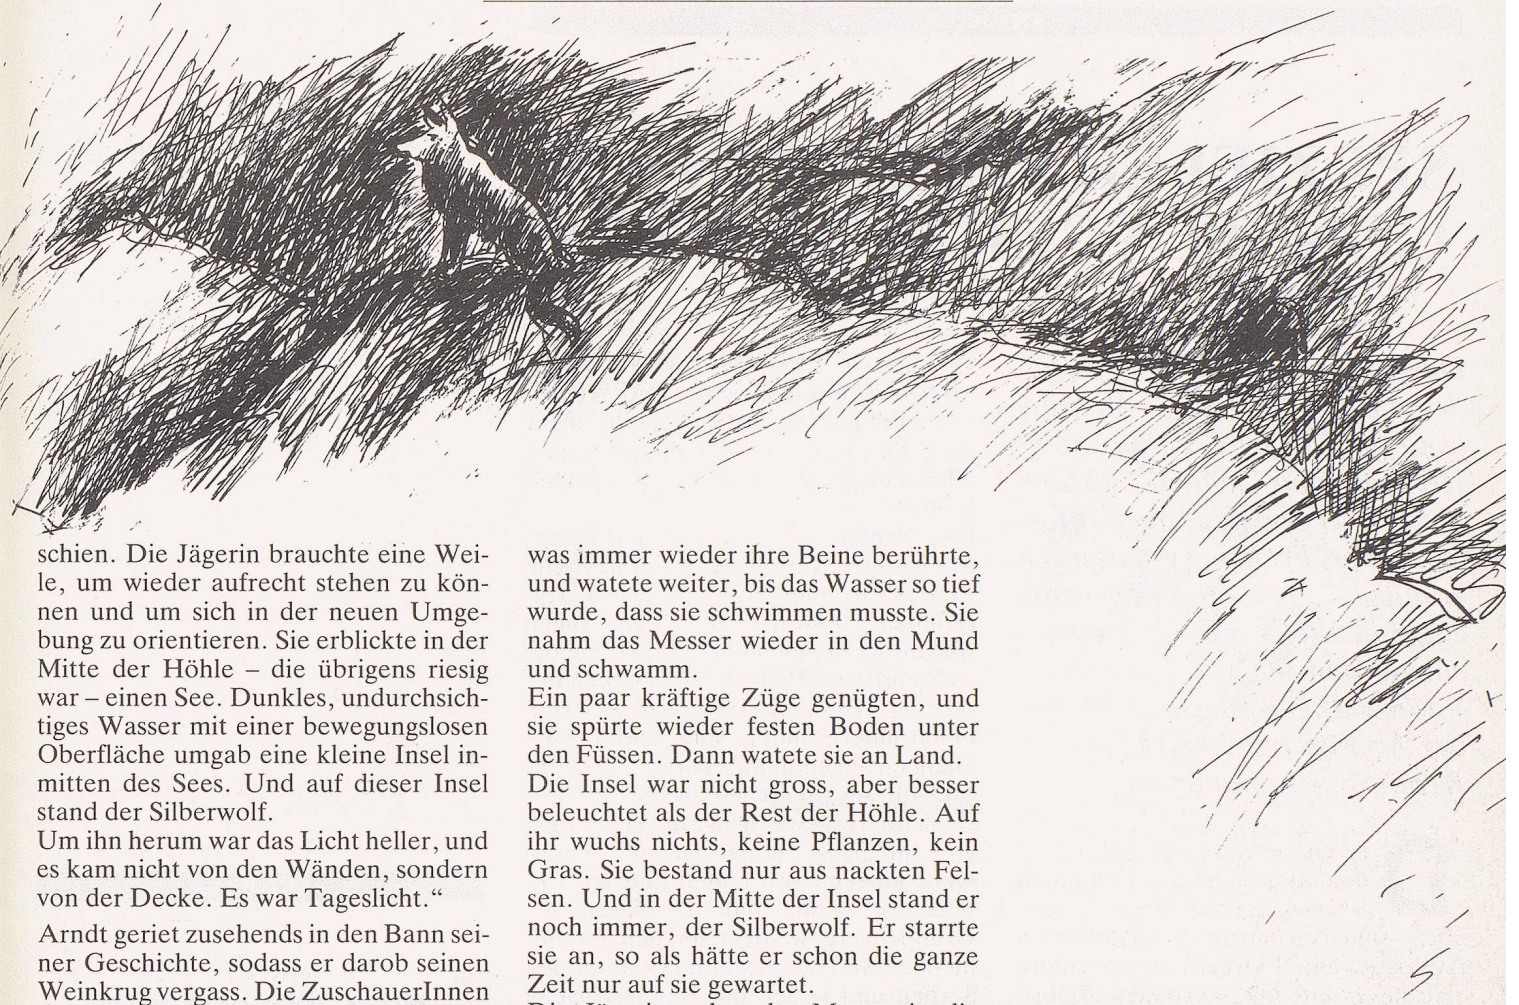 schien. Die Jägerin brauchte eine Wei-
le, um wieder aufrecht stehen zu kön-
nen und um sich in der neuen Umge-
bung zu orientieren. Sie erblickte in der
Mitte der Höhle – die übrigens riesig
war – einen See. Dunkles, undurchsich-
tiges Wasser mit einer bewegungslosen
Oberfläche umgab eine kleine Insel in-
mitten des Sees. Und auf dieser Insel
stand der Silberwolf.
Um ihn herum war das Licht heller, und
es kam nicht von den Wänden, sondern
von der Decke. Es war Tageslicht.“
Arndt geriet zusehends in den Bann sei-
ner Geschichte, sodass er darob seinen
Weinkrug vergass. Die ZuschauerInnen
was immer wieder ihre Beine berührte,
und watete weiter, bis das Wasser so tief
wurde, dass sie schwimmen musste. Sie
nahm das Messer wieder in den Mund
und schwamm.
Ein paar kräftige Züge genügten, und
sie spürte wieder festen Boden unter
den Füssen. Dann watete sie an Land.
Die Insel war nicht gross, aber besser
beleuchtet als der Rest der Höhle. Auf
ihr wuchs nichts, keine Pflanzen, kein
Gras. Sie bestand nur aus nackten Fel-
sen. Und in der Mitte der Insel stand er
noch immer, der Silberwolf. Er starrte
sie an, so als hätte er schon die ganze
Zeit nur auf sie gewartet.